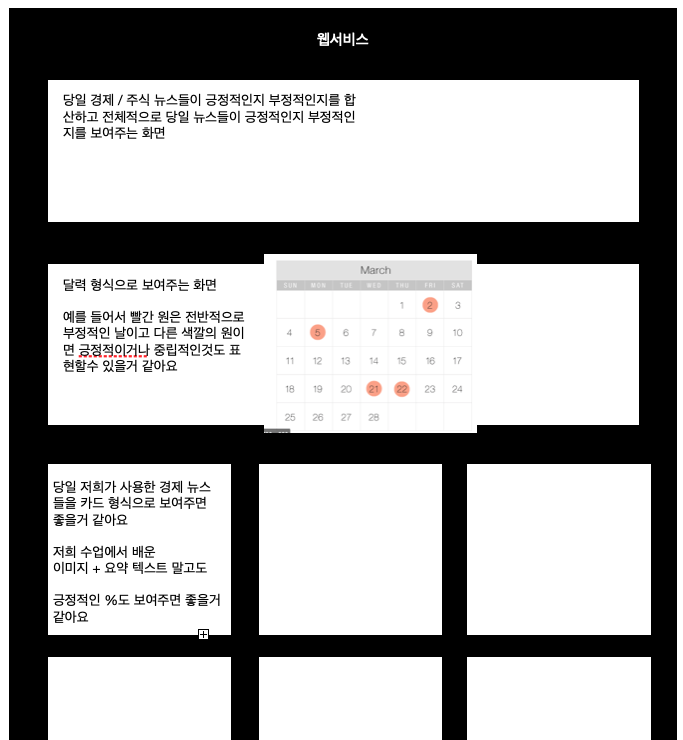 웹서비스
당일 경제 / 주식 뉴스들이 긍정적인지 부정적인지를 합
산하고 전체적으로 당일 뉴스들이 긍정적인지 부정적인
지를 보여주는 화면
달력 형식으로 보여주는 화면
예를 들어서 빨간 원은 전반적으로
부정적인 날이고 다른 색깔의 원이
면 긍정적이거나 중립적인것도 표
현할수 있을거 같아요
March
SUN MON TUE WED THU FRI SAT
1 2 3
4 5 6 7 8 9 10
11 12 13 14 15 16 17
18 19 20 21 22 23 24
25 26 27 28
당일 저희가 사용한 경제 뉴스
들을 카드 형식으로 보여주면
좋을거 같아요
저희 수업에서 배운
이미지 + 요약 텍스트 말고도
긍정적인 %도 보여주면 좋을거
같아요